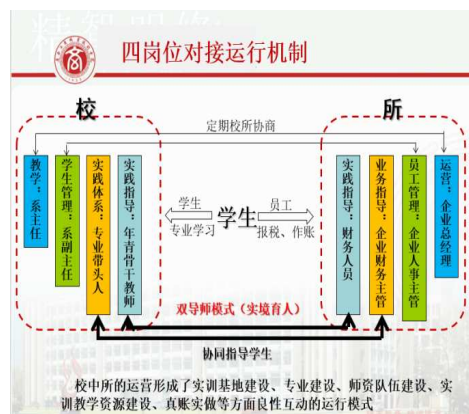 四岗位对接运行机制
校
所
定期校所协商
教学：系主任
学生管理：系副主任
实践体系：专业带头人
实践指导：年青骨干教师
学生
专业学习
学生
员工
报税、作账
实践指导：财务人员
业务指导：企业财务主管
员工管理：企业人事主管
运营：企业总经理
双导师模式（实境育人）
协同指导学生
校中所的运营形成了实训基地建设、专业建设、师资队伍建设、实
训教学资源建设、真账实做等方面良性互动的运行模式